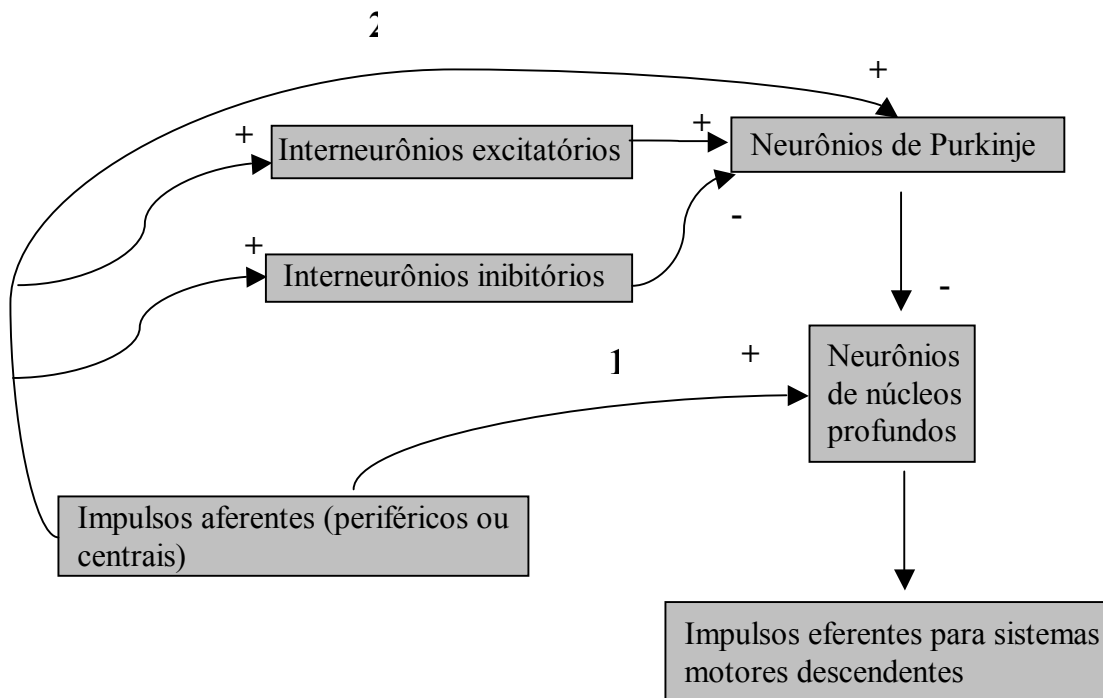 2
+
+
+
Interneurônios excitatórios
Neurônios de Purkinje
-
+
Interneurônios inibitórios
-
1
+
Neurônios
de núcleos
profundos
Impulsos aferentes (periféricos ou
centrais)
Impulsos eferentes para sistemas
motores descendentes